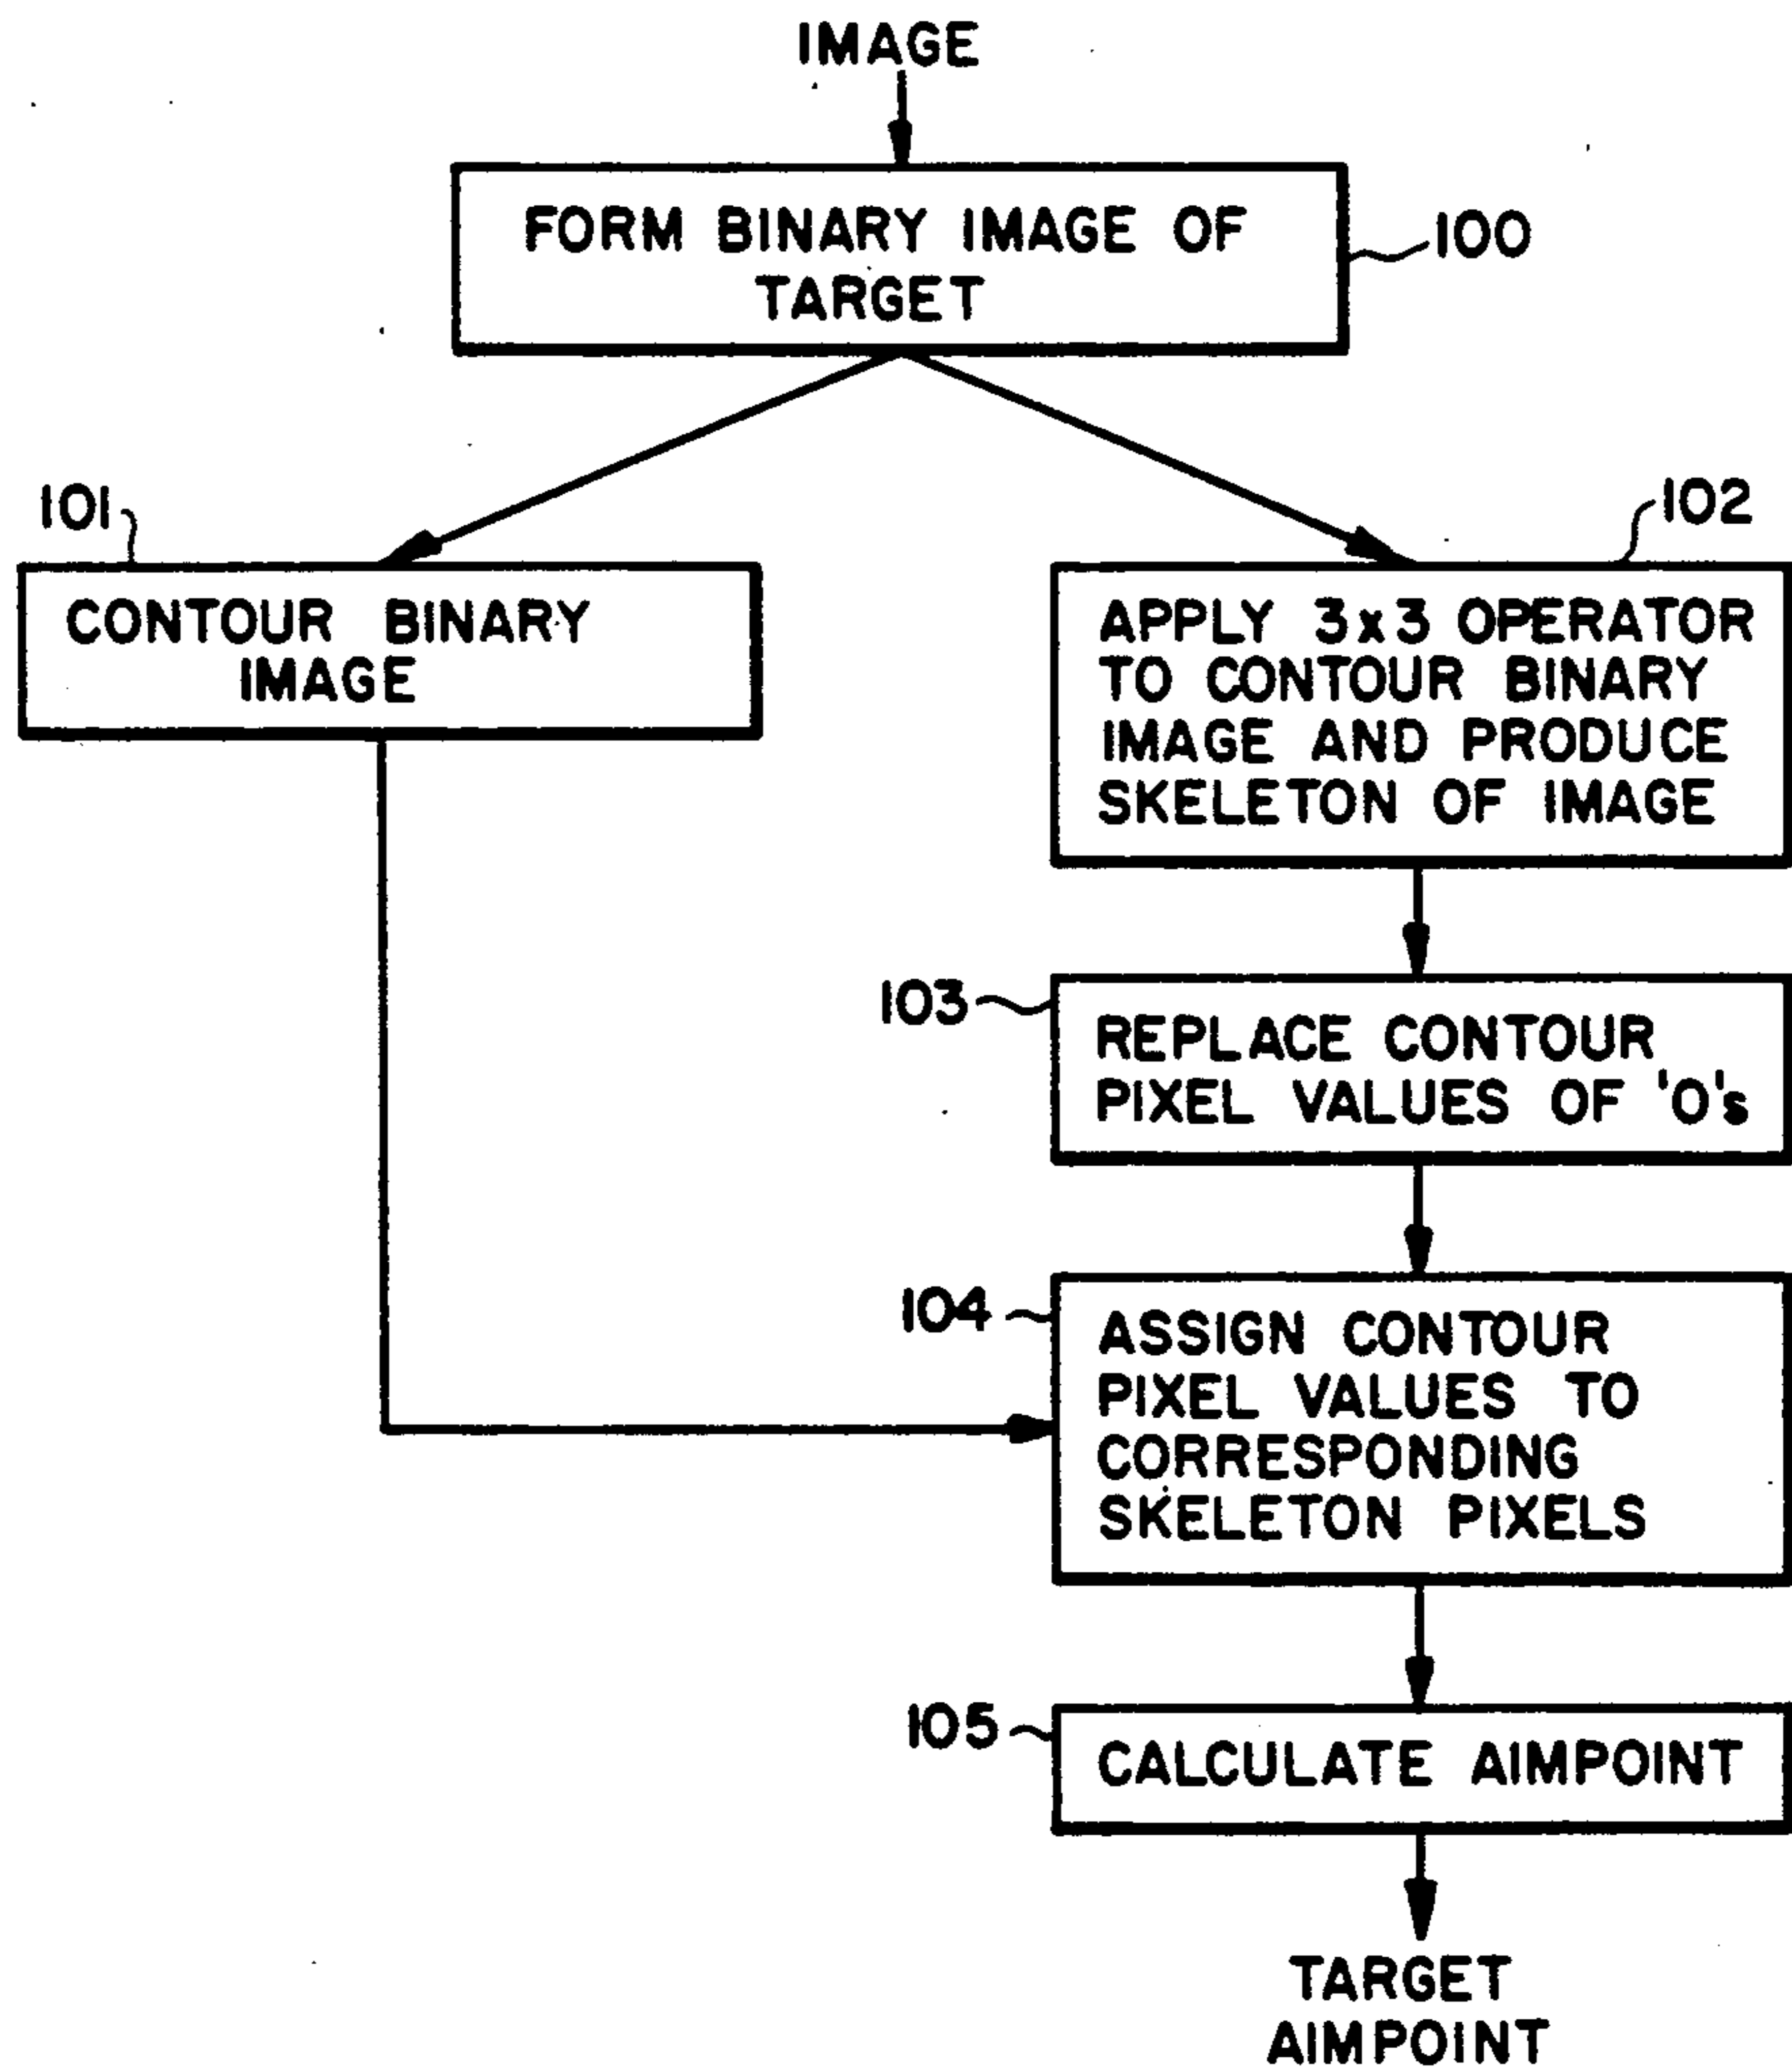 IMAGE
FORM BINARY IMAGE OF
TARGET
100
101
CONTOUR BINARY
IMAGE
102
APPLY 3x3 OPERATOR
TO CONTOUR BINARY
IMAGE AND PRODUCE
SKELETON OF IMAGE
103
REPLACE CONTOUR
PIXEL VALUES OF '0's
104
ASSIGN CONTOUR
PIXEL VALUES TO
CORRESPONDING
SKELETON PIXELS
105
CALCULATE AIMPOINT
TARGET
AIMPOINT